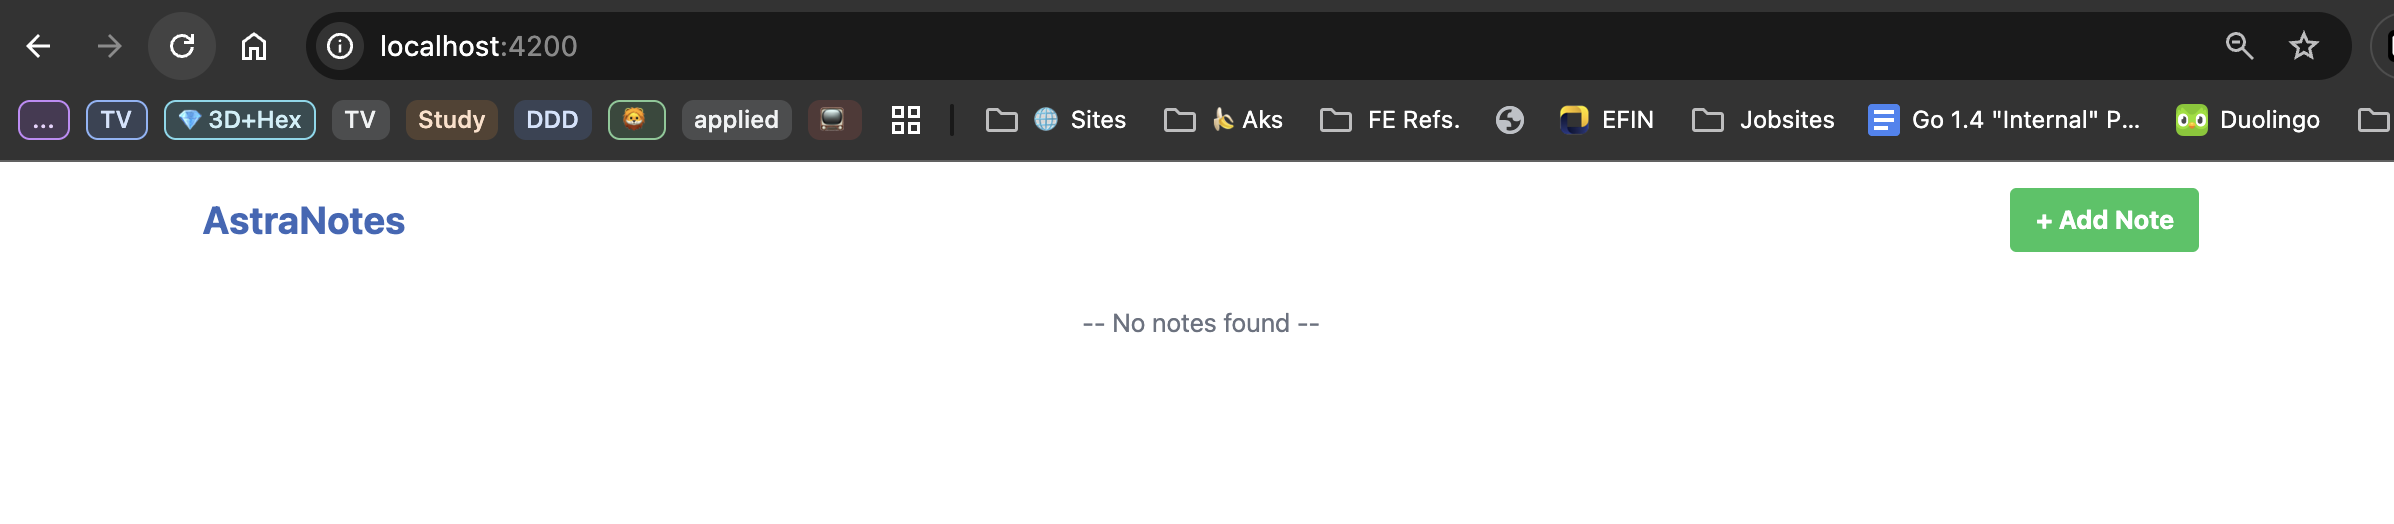 localhost:4200
... TV 3D+Hex TV Study DDD applied Sites Aks FE Refs. EFIN Jobsites Go 1.4 "Internal" P... Duolingo
AstraNotes + Add Note
-- No notes found --